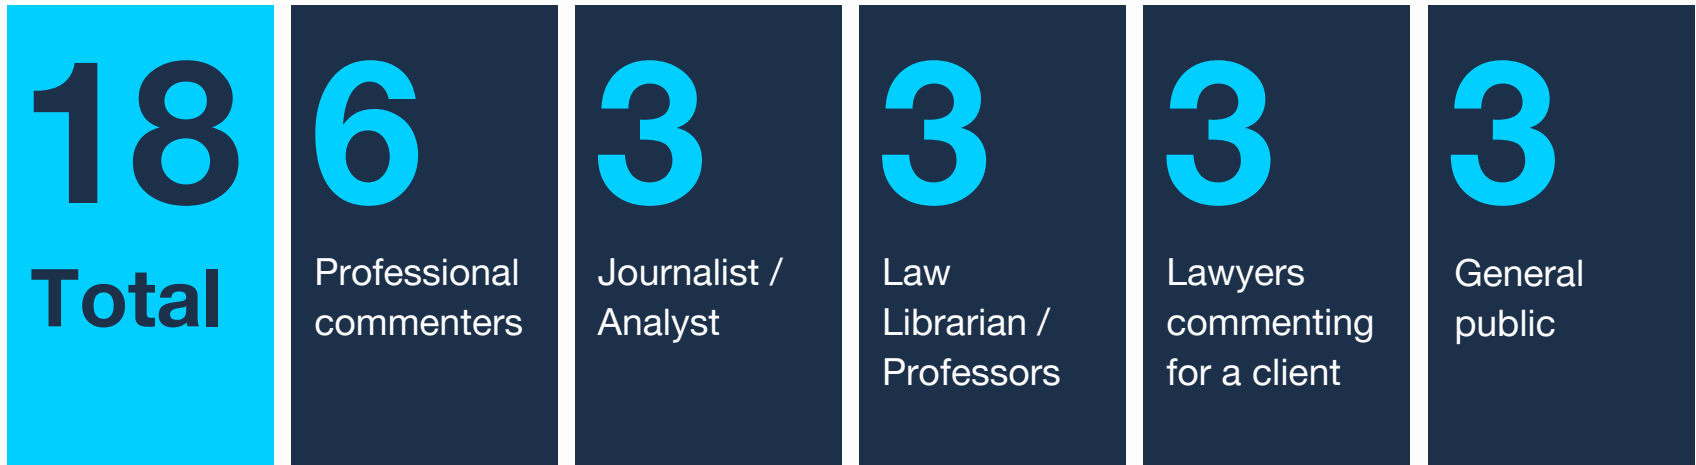 18
Total
6
Professional
commenters
3
Journalist /
Analyst
3
Law
Librarian /
Professors
3
Lawyers
commenting
for a client
3
General
public